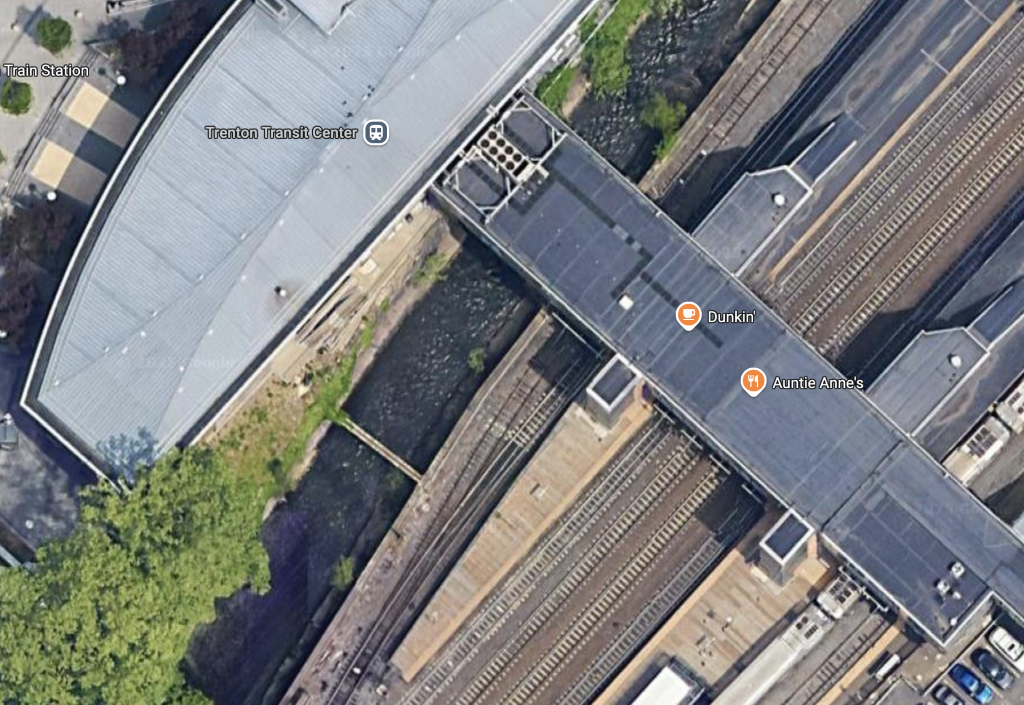 Train Station
Trenton Transit Center
Dunkin'
Auntie Anne's